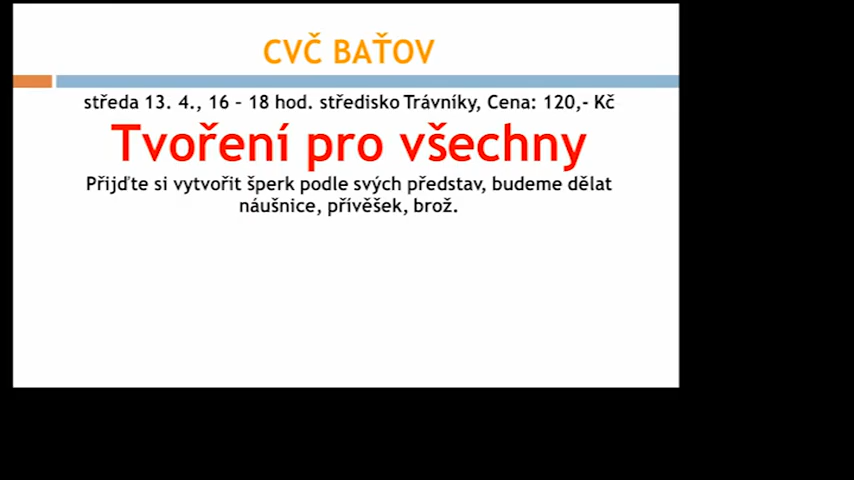 CVČ BAŤOV
středa 13. 4., 16 – 18 hod. středisko Trávníky, Cena: 120,- Kč
Tvoření pro všechny
Přijďte si vytvořit šperk podle svých představ, budeme dělat
náušnice, přívěšek, brož.